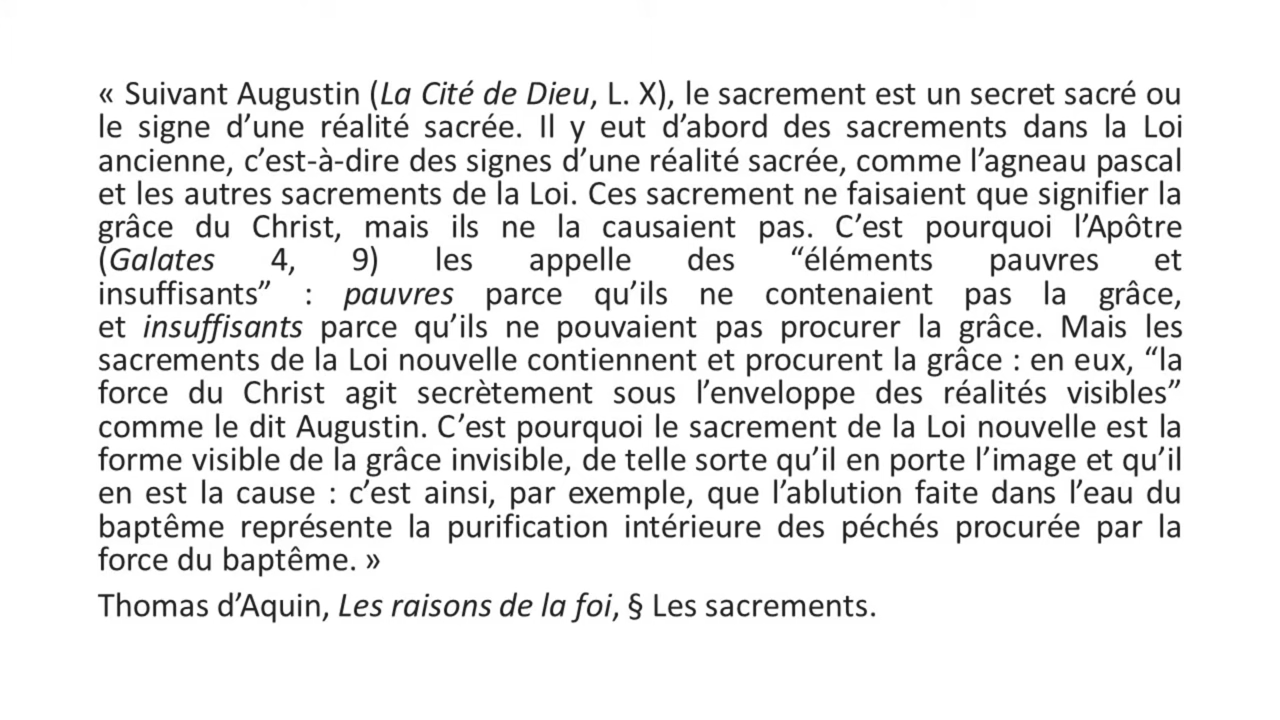 « Suivant Augustin (La Cité de Dieu, L. X), le sacrement est un secret sacré ou
le signe d’une réalité sacrée. Il y eut d’abord des sacrements dans la Loi
ancienne, c’est-à-dire des signes d’une réalité sacrée, comme l’agneau pascal
et les autres sacrements de la Loi. Ces sacrement ne faisaient que signifier la
grâce du Christ, mais ils ne la causaient pas. C’est pourquoi l’Apôtre
(Galates 4, 9) les appelle des “éléments pauvres et
insuffisants” : pauvres parce qu’ils ne contenaient pas la grâce,
et insuffisants parce qu’ils ne pouvaient pas procurer la grâce. Mais les
sacrements de la Loi nouvelle contiennent et procurent la grâce : en eux, “la
force du Christ agit secrètement sous l’enveloppe des réalités visibles”
comme le dit Augustin. C’est pourquoi le sacrement de la Loi nouvelle est la
forme visible de la grâce invisible, de telle sorte qu’il en porte l’image et qu’il
en est la cause : c’est ainsi, par exemple, que l’ablution faite dans l’eau du
baptême représente la purification intérieure des péchés procurée par la
force du baptême. »
Thomas d’Aquin, Les raisons de la foi, § Les sacrements.